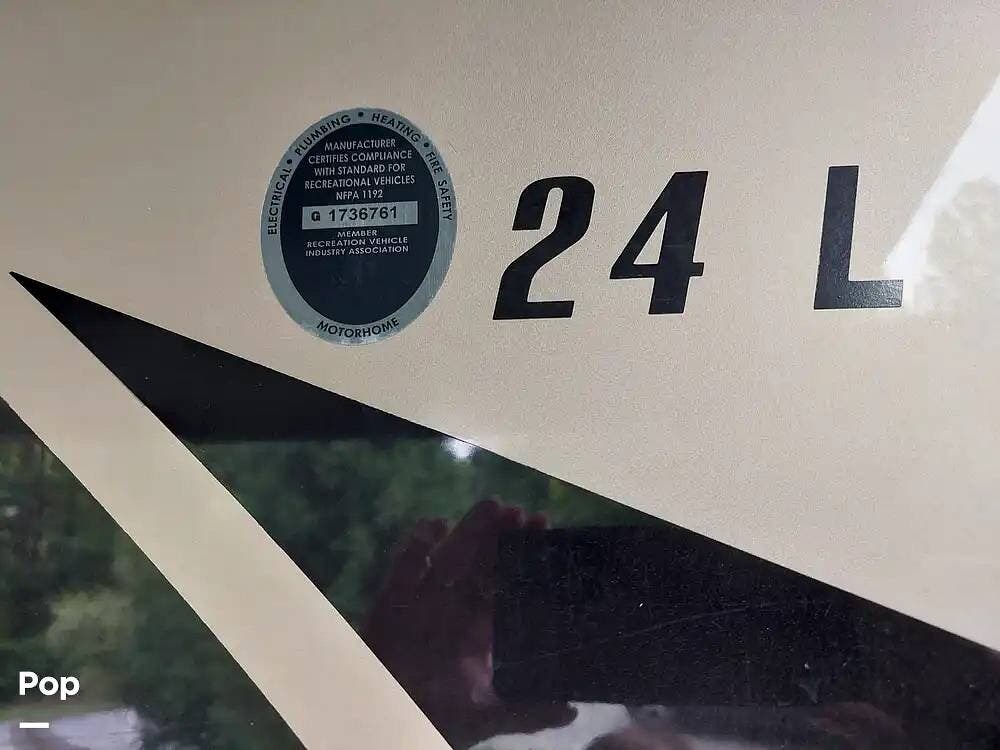 ELECTRICAL • PLUMBING • HEATING • FIRE SAFETY
MANUFACTURER
CERTIFIES COMPLIANCE
WITH STANDARD FOR
RECREATIONAL VEHICLES
NFPA 1192
G 1736761
MEMBER
RECREATION VEHICLE
INDUSTRY ASSOCIATION
MOTORHOME
24 L
Pop